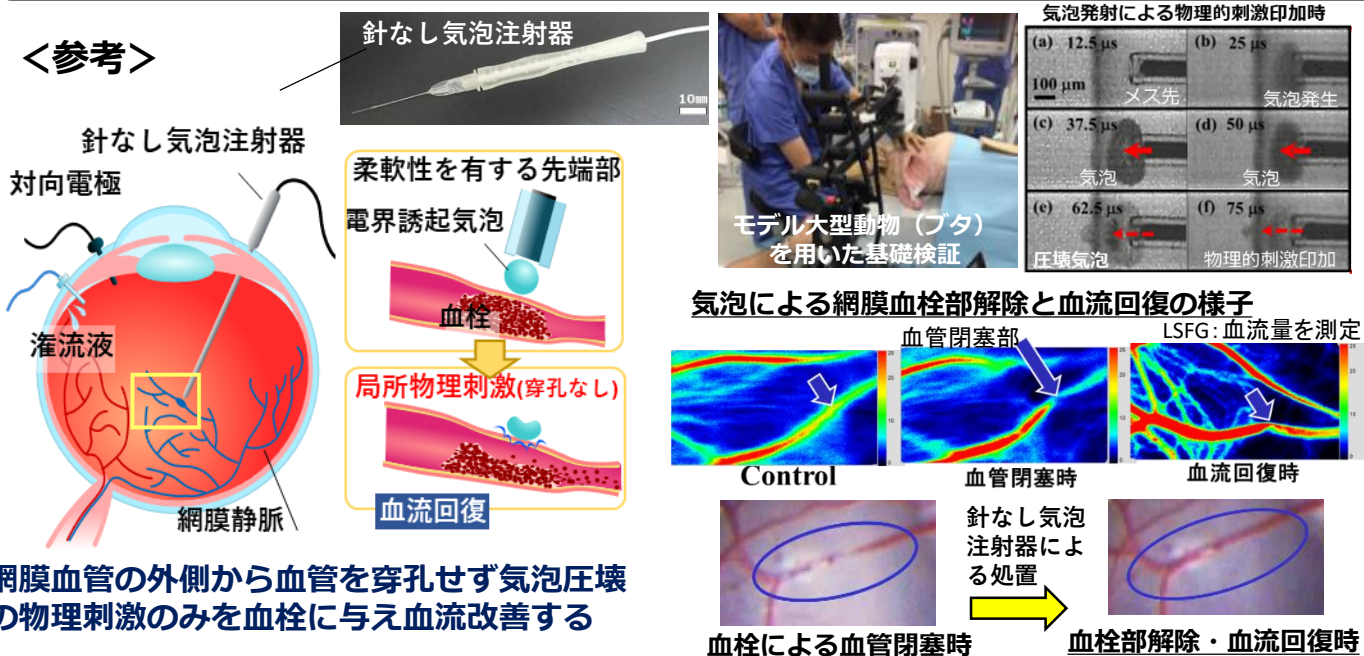 ＜参考＞
針なし気泡注射器
10mm
針なし気泡注射器
対向電極
灌流液
網膜静脈
柔軟性を有する先端部
電界誘起気泡
血栓
局所物理刺激(穿孔なし)
血流回復
網膜血管の外側から血管を穿孔せず気泡圧壊
の物理刺激のみを血栓に与え血流改善する
モデル大型動物（ブタ）
を用いた基礎検証
気泡発射による物理的刺激印加時
(a) 12.5 μs
100 μm
メス先
(b) 25 μs
気泡発生
(c) 37.5 μs
気泡
(d) 50 μs
気泡
(e) 62.5 μs
圧壊気泡
(f) 75 μs
物理的刺激印加
気泡による網膜血栓部解除と血流回復の様子
血管閉塞部
LSFG：血流量を測定
Control
血管閉塞時
血流回復時
針なし気泡
注射器によ
る処置
血栓による血管閉塞時
血栓部解除・血流回復時